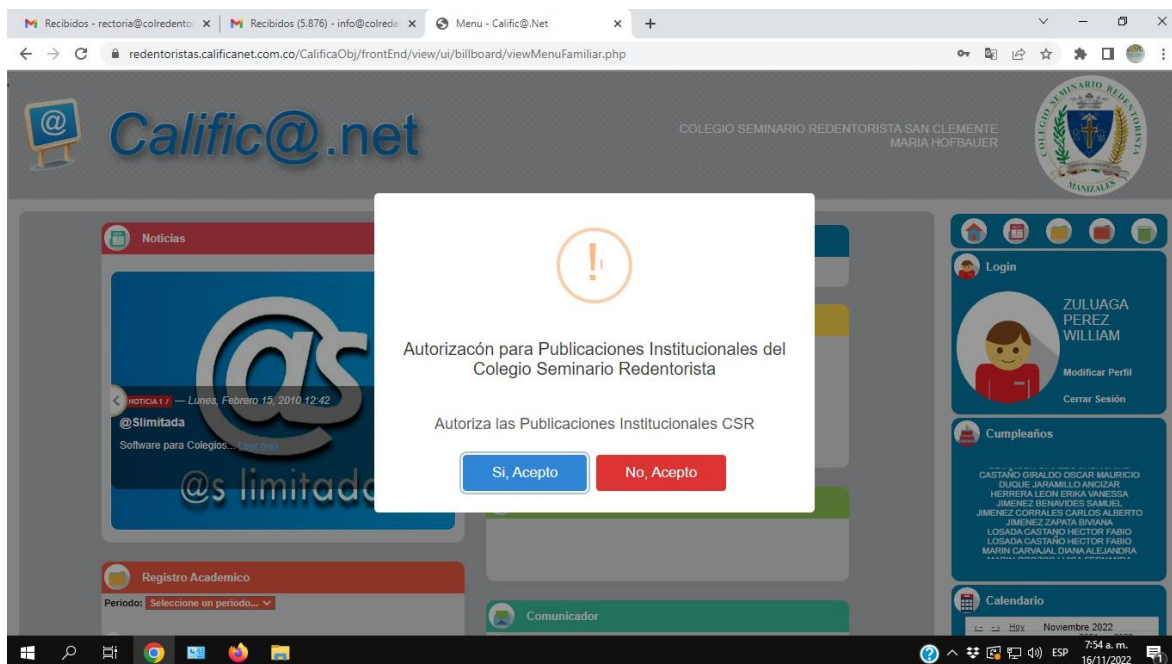 Recibidos - rectoria@colredento
Recibidos (5.876) - info@colrede
Menu - Calific@.Net
redentoristas.calificanet.com.co/CalificaObj/frontEnd/view/ui/billboard/viewMenuFamiliar.php
Calific@.net
COLEGIO SEMINARIO REDENTORISTA SAN CLEMENTE
MARIA HOFBAUER
COLEGIO SEMINARIO REDENTORISTA
MANIZALES
Noticias
NOTICIA 1 / — Lunes, Febrero 15, 2010 12:42
@Slimitada
Software para Colegios... Leer mas
@s
@s limitada
Registro Academico
Periodo: Seleccione un periodo...
Autorizacón para Publicaciones Institucionales del
Colegio Seminario Redentorista
Autoriza las Publicaciones Institucionales CSR
Si, Acepto
No, Acepto
Comunicador
Login
ZULUAGA
PEREZ
WILLIAM
Modificar Perfil
Cerrar Sesión
Cumpleaños
CASTAÑO GIRALDO OSCAR MAURICIO
DUQUE JARAMILLO ANCIZAR
HERRERA LEON ERIKA VANESSA
JIMENEZ BENAVIDES SAMUEL
JIMENEZ CORRALES CARLOS ALBERTO
JIMENEZ ZAPATA BIVIANA
LOSADA CASTAÑO HECTOR FABIO
LOSADA CASTAÑO HECTOR FABIO
MARIN CARVAJAL DIANA ALEJANDRA
Calendario
Hoy Noviembre 2022
ESP
7:54 a. m.
16/11/2022